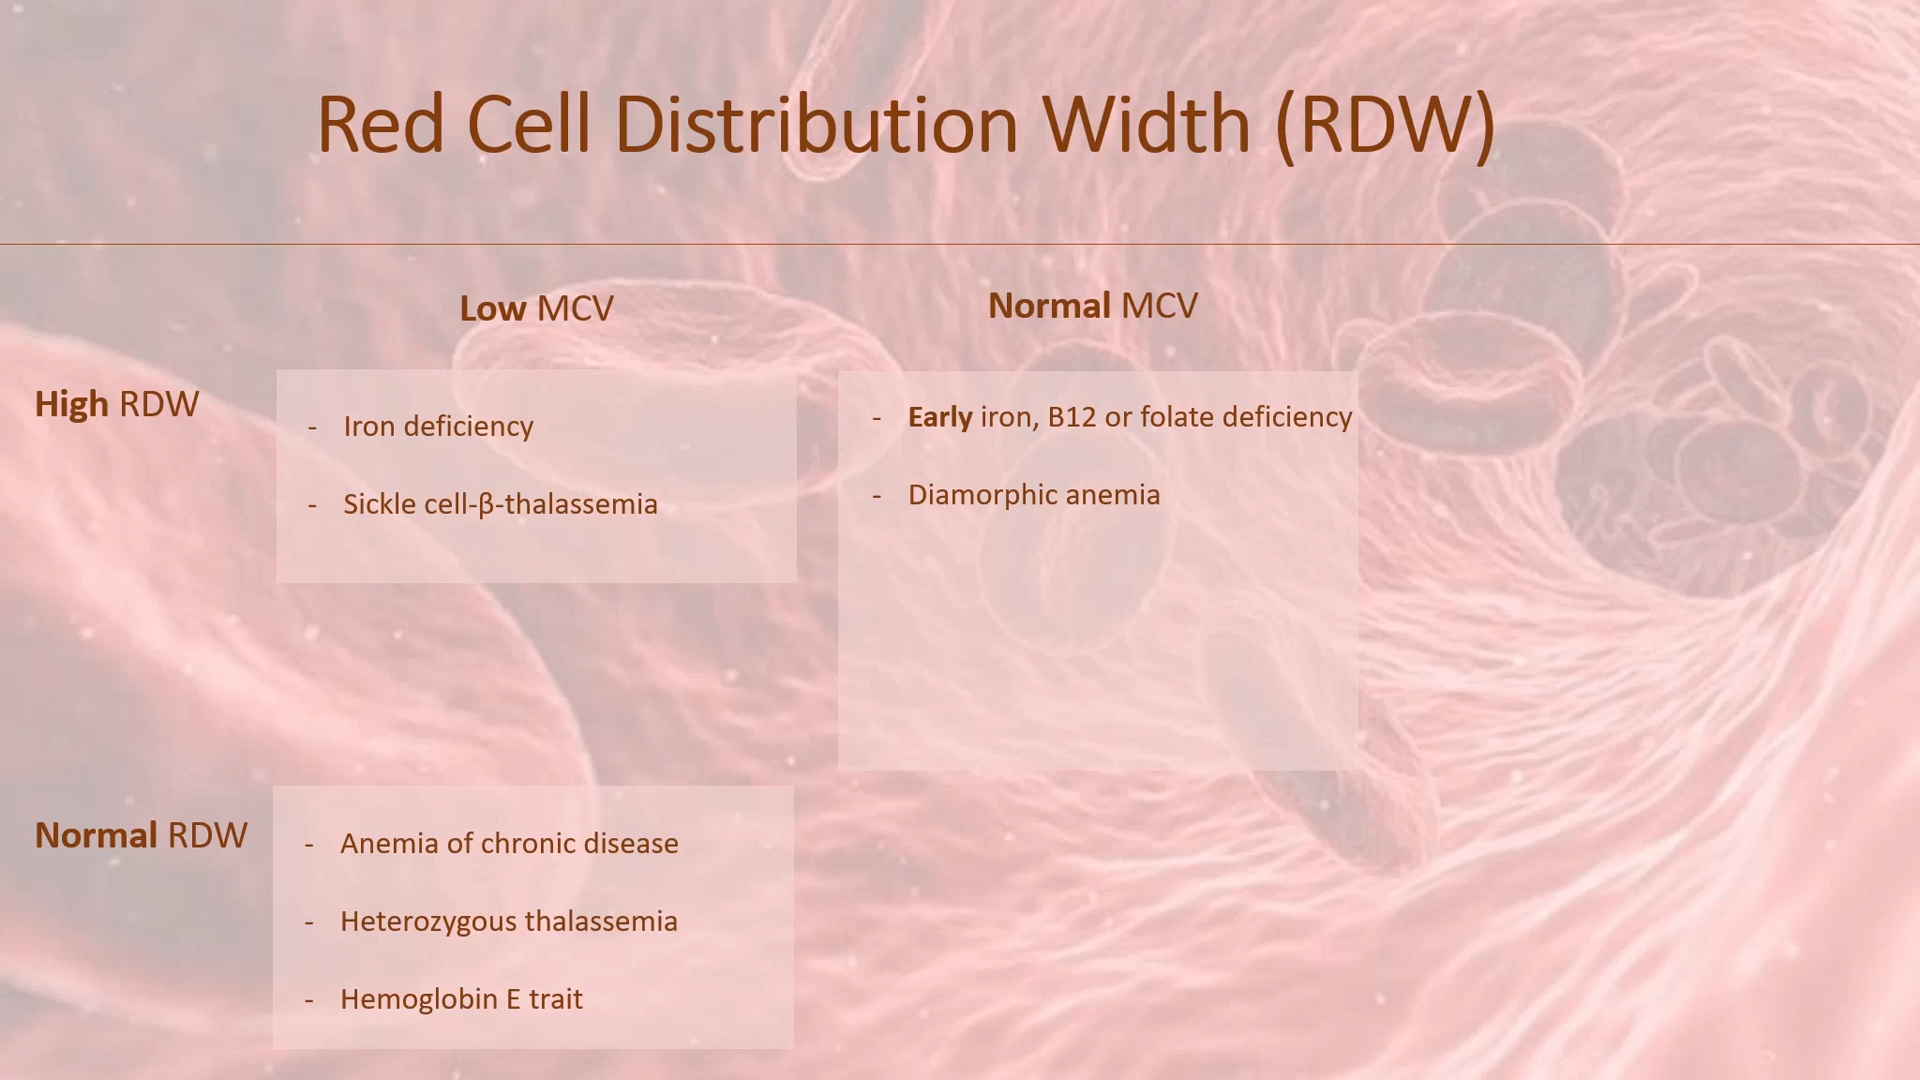 Red Cell Distribution Width (RDW)
Low MCV
Normal MCV
High RDW
- Iron deficiency
- Sickle cell-β-thalassemia
- Early iron, B12 or folate deficiency
- Diamorphic anemia
Normal RDW
- Anemia of chronic disease
- Heterozygous thalassemia
- Hemoglobin E trait